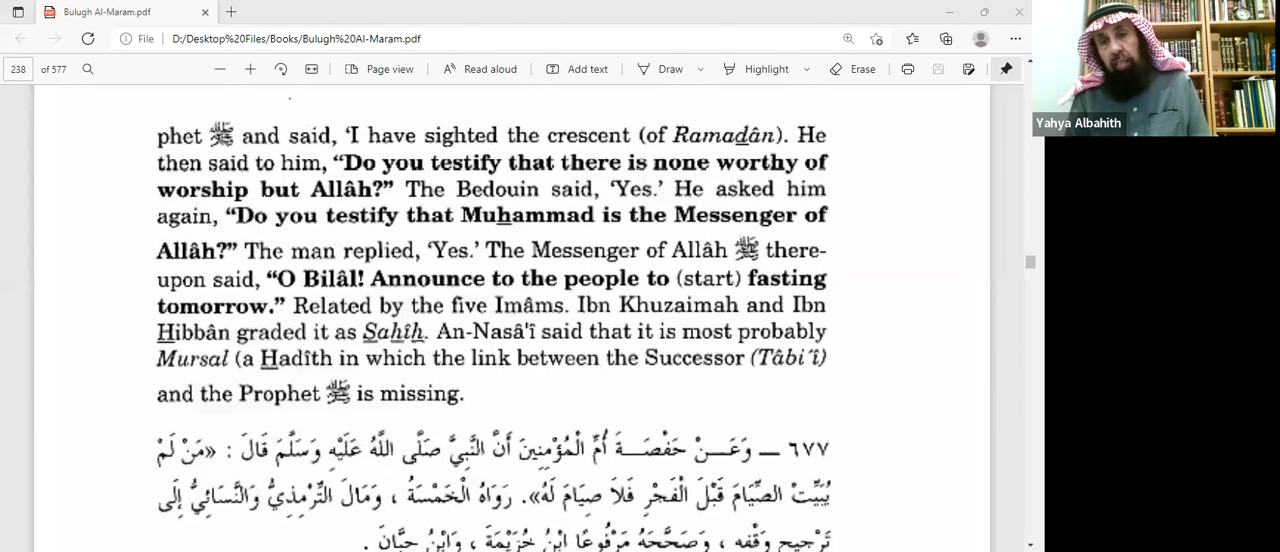 Bulugh Al-Maram.pdf
File D:/Desktop%20Files/Books/Bulugh%20Al-Maram.pdf
238 of 577 Page view Read aloud Add text Draw Highlight Erase
phet ﷺ and said, ‘I have sighted the crescent (of Ramadân). He
then said to him, “Do you testify that there is none worthy of
worship but Allâh?” The Bedouin said, ‘Yes.’ He asked him
again, “Do you testify that Muhammad is the Messenger of
Allâh?” The man replied, ‘Yes.’ The Messenger of Allâh ﷺ there-
upon said, “O Bilâl! Announce to the people to (start) fasting
tomorrow.” Related by the five Imâms. Ibn Khuzaimah and Ibn
Hibbân graded it as Sahîh. An-Nasâ'î said that it is most probably
Mursal (a Hadîth in which the link between the Successor (Tâbi'î)
and the Prophet ﷺ is missing.
٦٧٧ – وَعَنْ حَفْصَةَ أُمِّ الْمُؤْمِنِينَ أَنَّ النَّبِيَّ صَلَّى اللَّهُ عَلَيْهِ وَسَلَّمَ قَالَ : «مَنْ لَمْ
يُبَيِّتْ الصِّيَامَ قَبْلَ الْفَجْرِ فَلاَ صِيَامَ لَهُ». رَوَاهُ الْخَمْسَةُ ، وَمَالَ التِّرْمِذِيُّ وَالنَّسَائِيُّ إِلَى
تَرْجِيحِ وَقْفِهِ ، وَصَحَّحَهُ مَرْفُوعًا ابْنُ خُزَيْمَةَ ، وَابْنُ حِبَّانَ .
Yahya Albahith